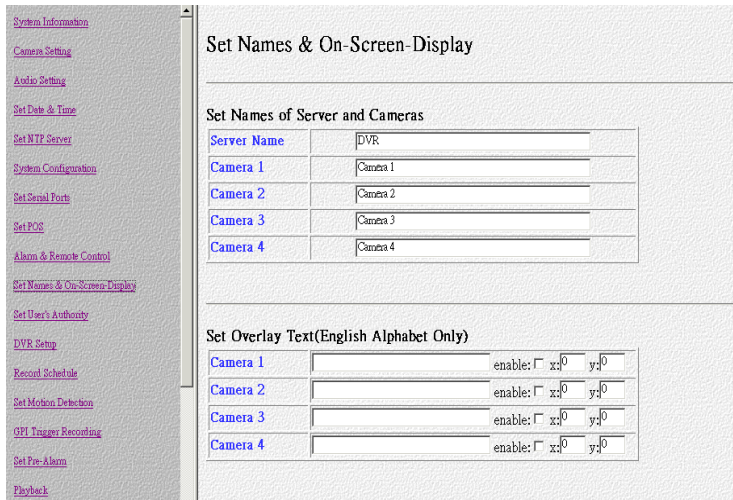 System Information
Camera Setting
Audio Setting
Set Date & Time
Set NTP Server
System Configuration
Set Serial Ports
Set POS
Alarm & Remote Control
Set Names & On-Screen-Display
Set User's Authority
DVR Setup
Record Schedule
Set Motion Detection
GPI Trigger Recording
Set Pre-Alarm
Playback
Set Names & On-Screen-Display
Set Names of Server and Cameras
Server Name DVR
Camera 1 Camera 1
Camera 2 Camera 2
Camera 3 Camera 3
Camera 4 Camera 4
Set Overlay Text(English Alphabet Only)
Camera 1 enable: x:0 y:0
Camera 2 enable: x:0 y:0
Camera 3 enable: x:0 y:0
Camera 4 enable: x:0 y:0